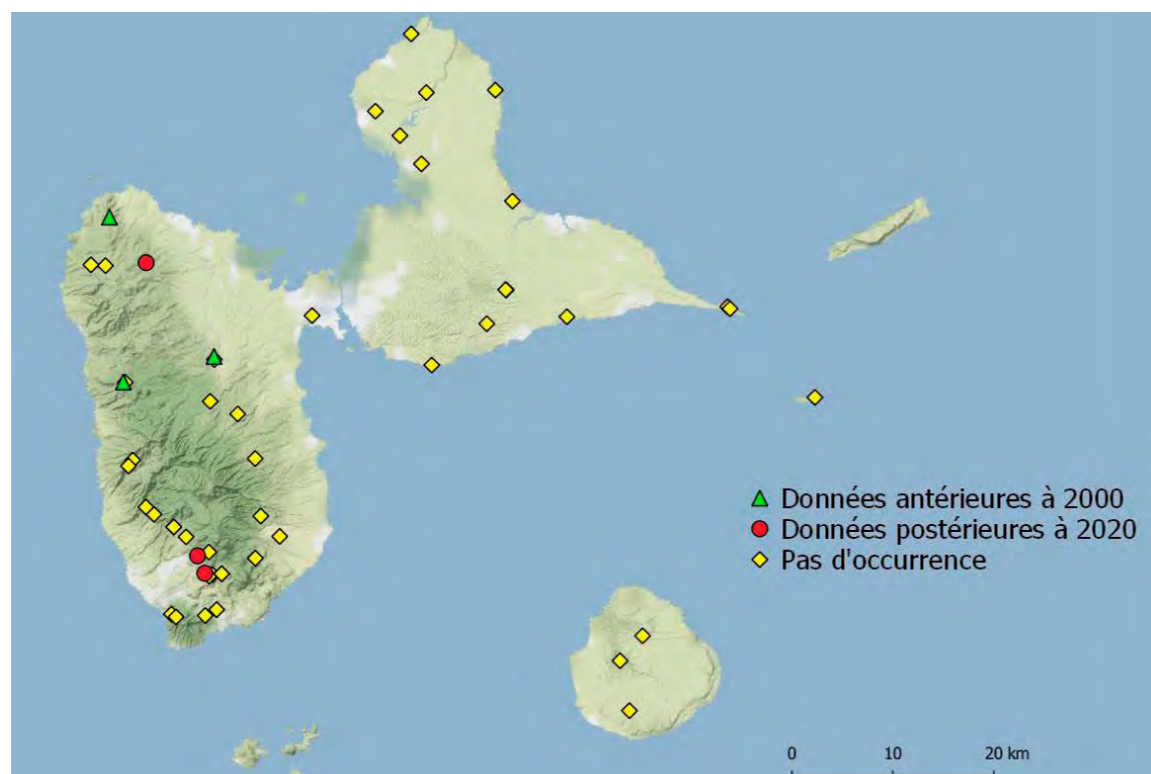 Données antérieures à 2000
Données postérieures à 2020
Pas d'occurrence
0 10 20 km